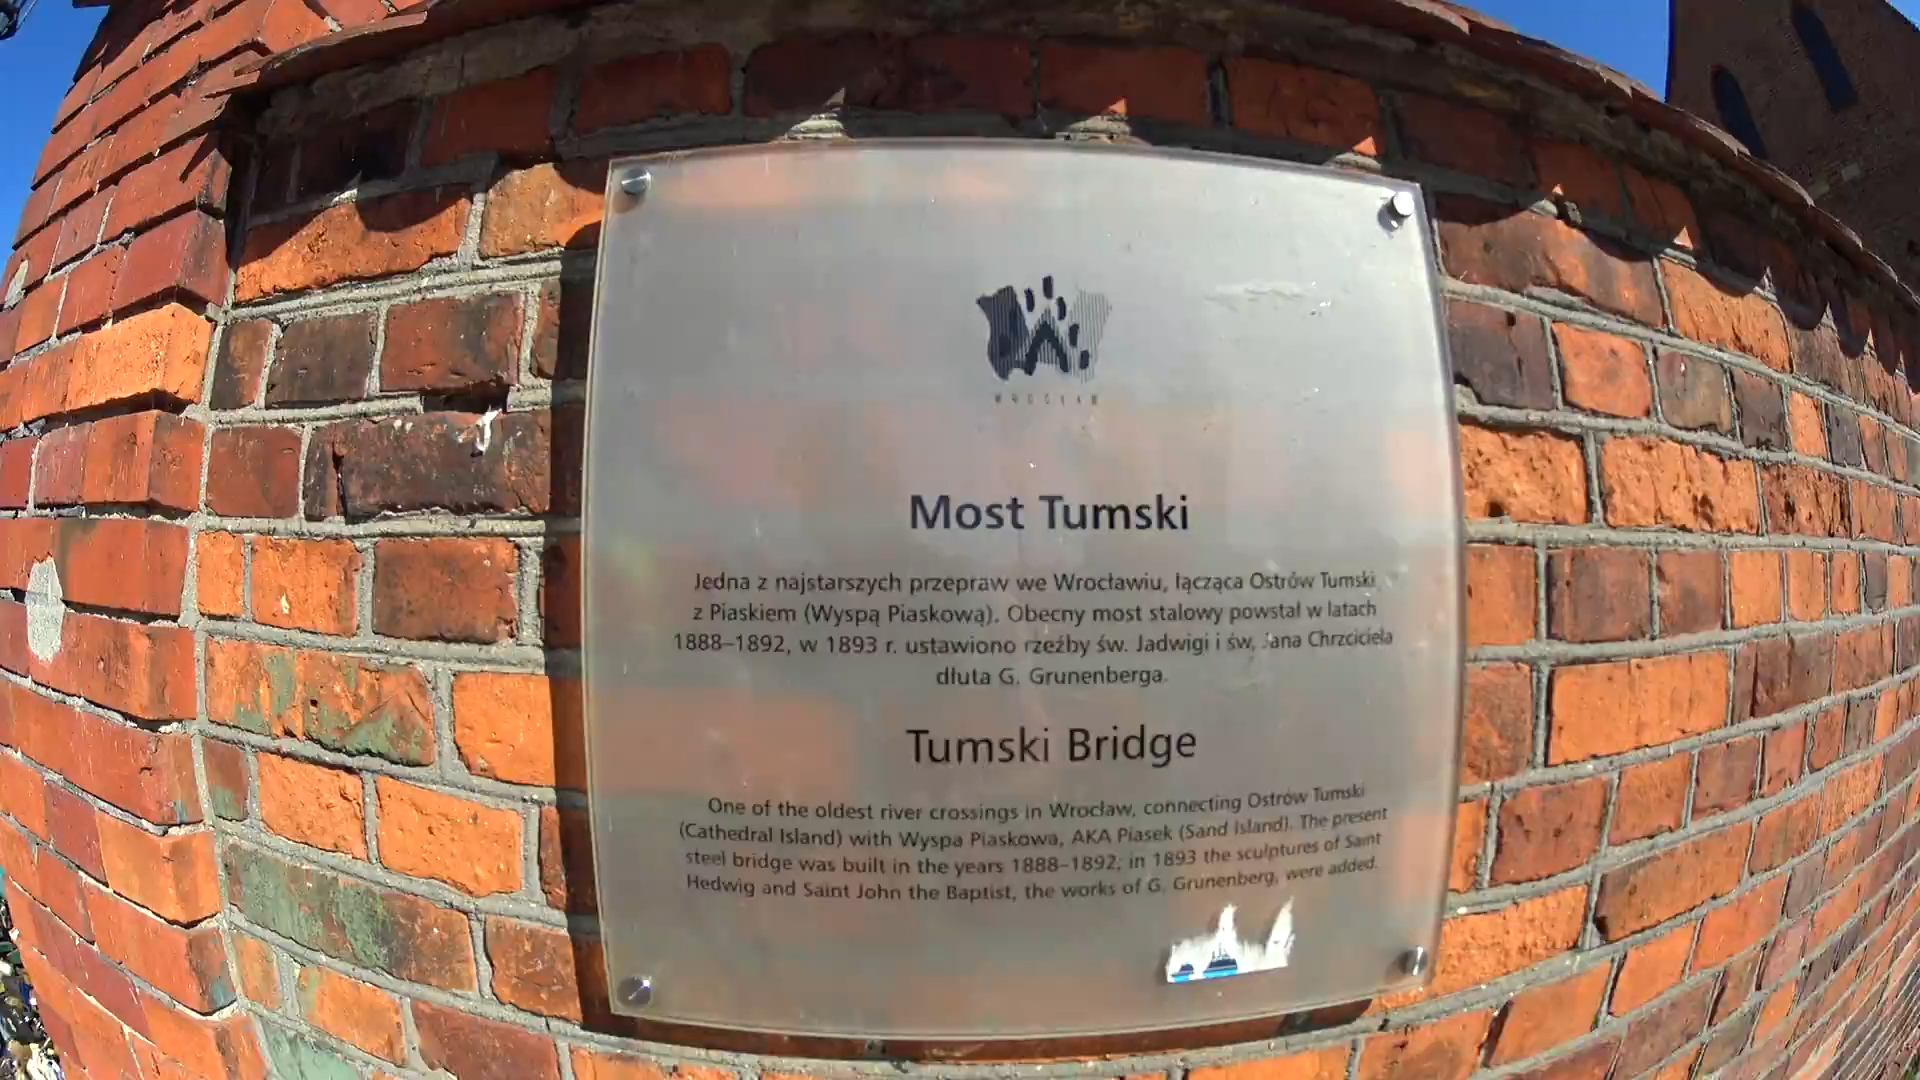 WROCŁAW
Most Tumski
Jedna z najstarszych przepraw we Wrocławiu, łącząca Ostrów Tumski
z Piaskiem (Wyspą Piaskową). Obecny most stalowy powstał w latach
1888–1892, w 1893 r. ustawiono rzeźby św. Jadwigi i św. Jana Chrzciciela
dłuta G. Grunenberga.
Tumski Bridge
One of the oldest river crossings in Wrocław, connecting Ostrów Tumski
(Cathedral Island) with Wyspa Piaskowa, AKA Piasek (Sand Island). The present
steel bridge was built in the years 1888–1892; in 1893 the sculptures of Saint
Hedwig and Saint John the Baptist, the works of G. Grunenberg, were added.